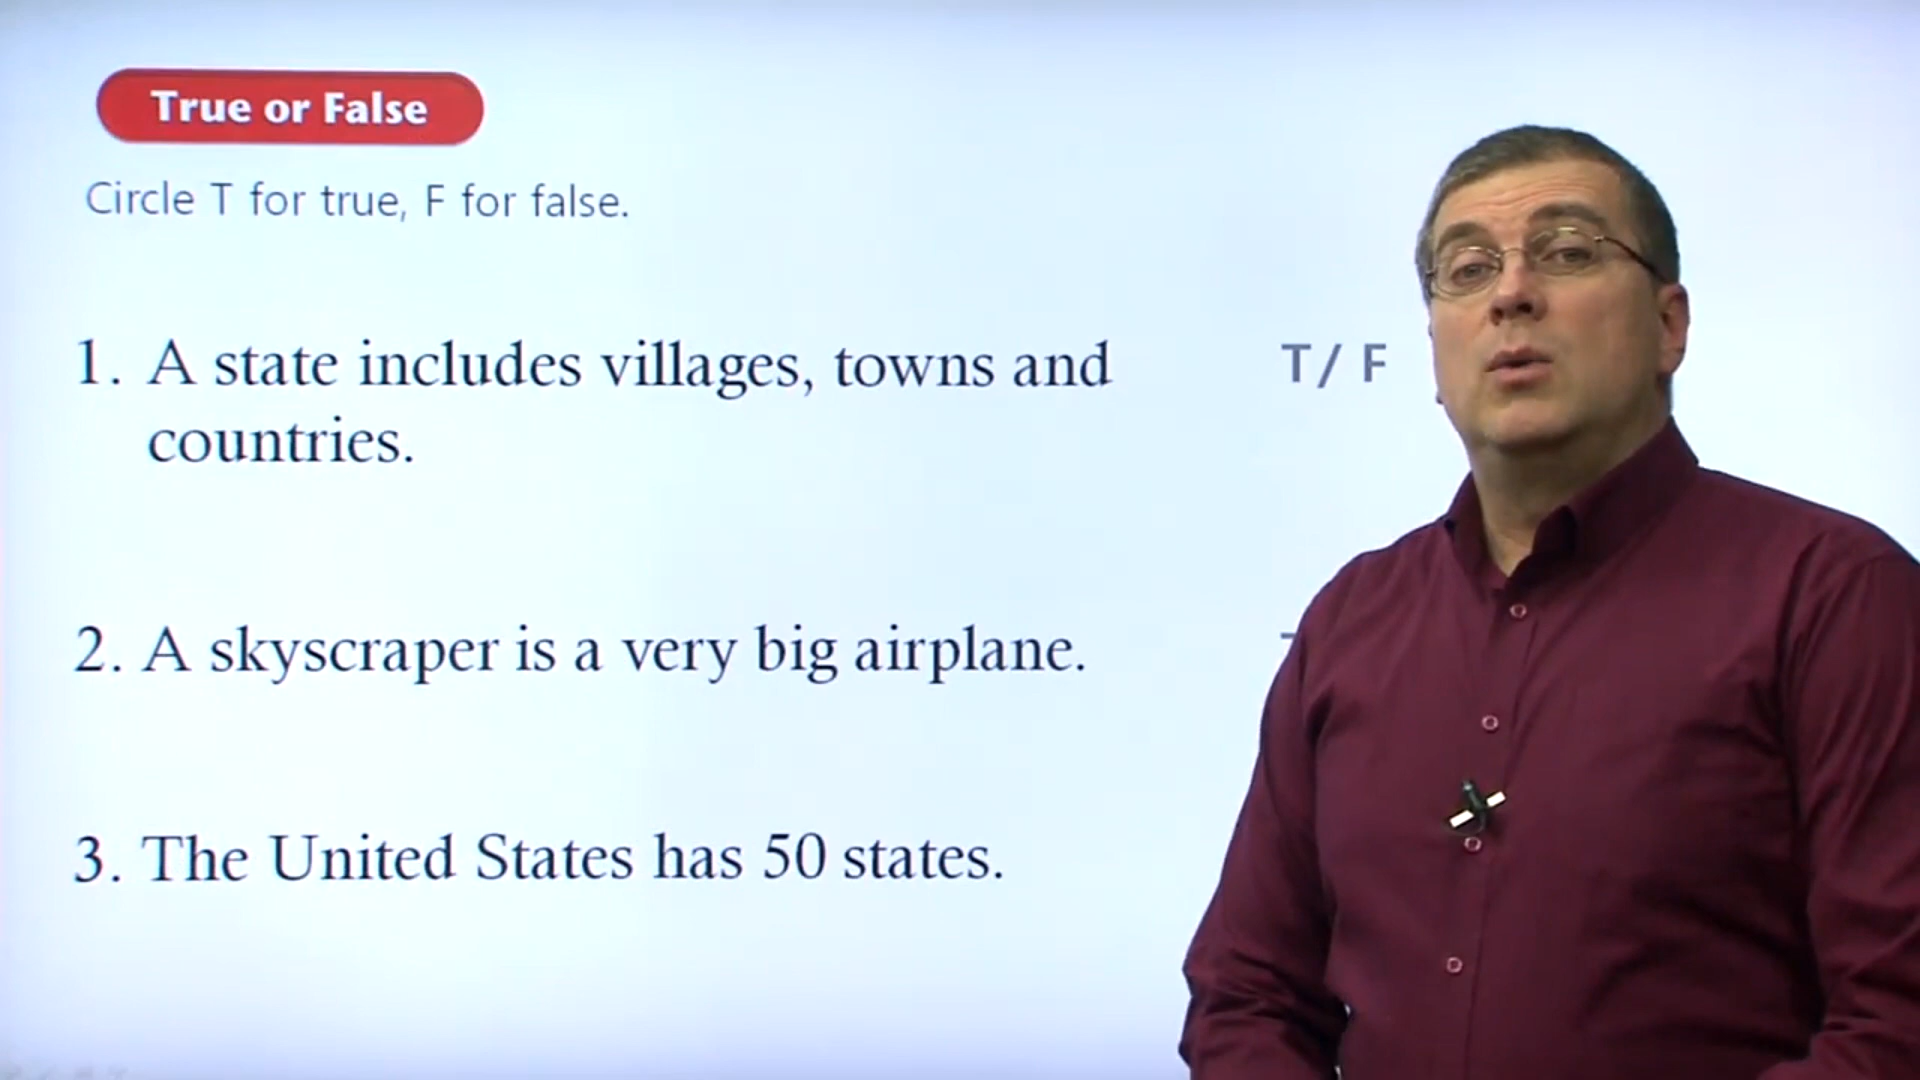 True or False
Circle T for true, F for false.
1. A state includes villages, towns and
countries.
T / F
2. A skyscraper is a very big airplane.
3. The United States has 50 states.